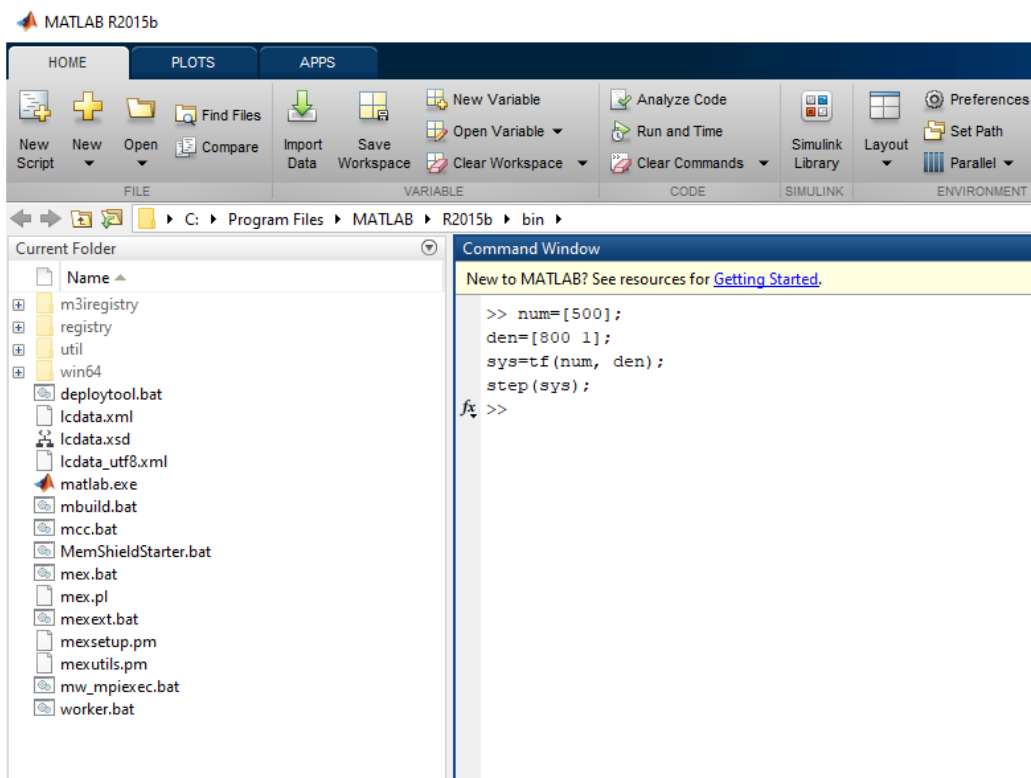 MATLAB R2015b
HOME PLOTS APPS
New Script
New
Open
Find Files
Compare
Import Data
Save Workspace
New Variable
Open Variable
Clear Workspace
Analyze Code
Run and Time
Clear Commands
Simulink Library
Layout
Preferences
Set Path
Parallel
FILE VARIABLE CODE SIMULINK ENVIRONMENT
C: Program Files MATLAB R2015b bin
Current Folder
Name
m3iregistry
registry
util
win64
deploytool.bat
lcdata.xml
lcdata.xsd
lcdata_utf8.xml
matlab.exe
mbuild.bat
mcc.bat
MemShieldStarter.bat
mex.bat
mex.pl
mexext.bat
mexsetup.pm
mexutils.pm
mw_mpiexec.bat
worker.bat
Command Window
New to MATLAB? See resources for Getting Started.
>> num=[500];
den=[800 1];
sys=tf(num, den);
step(sys);
fx >>